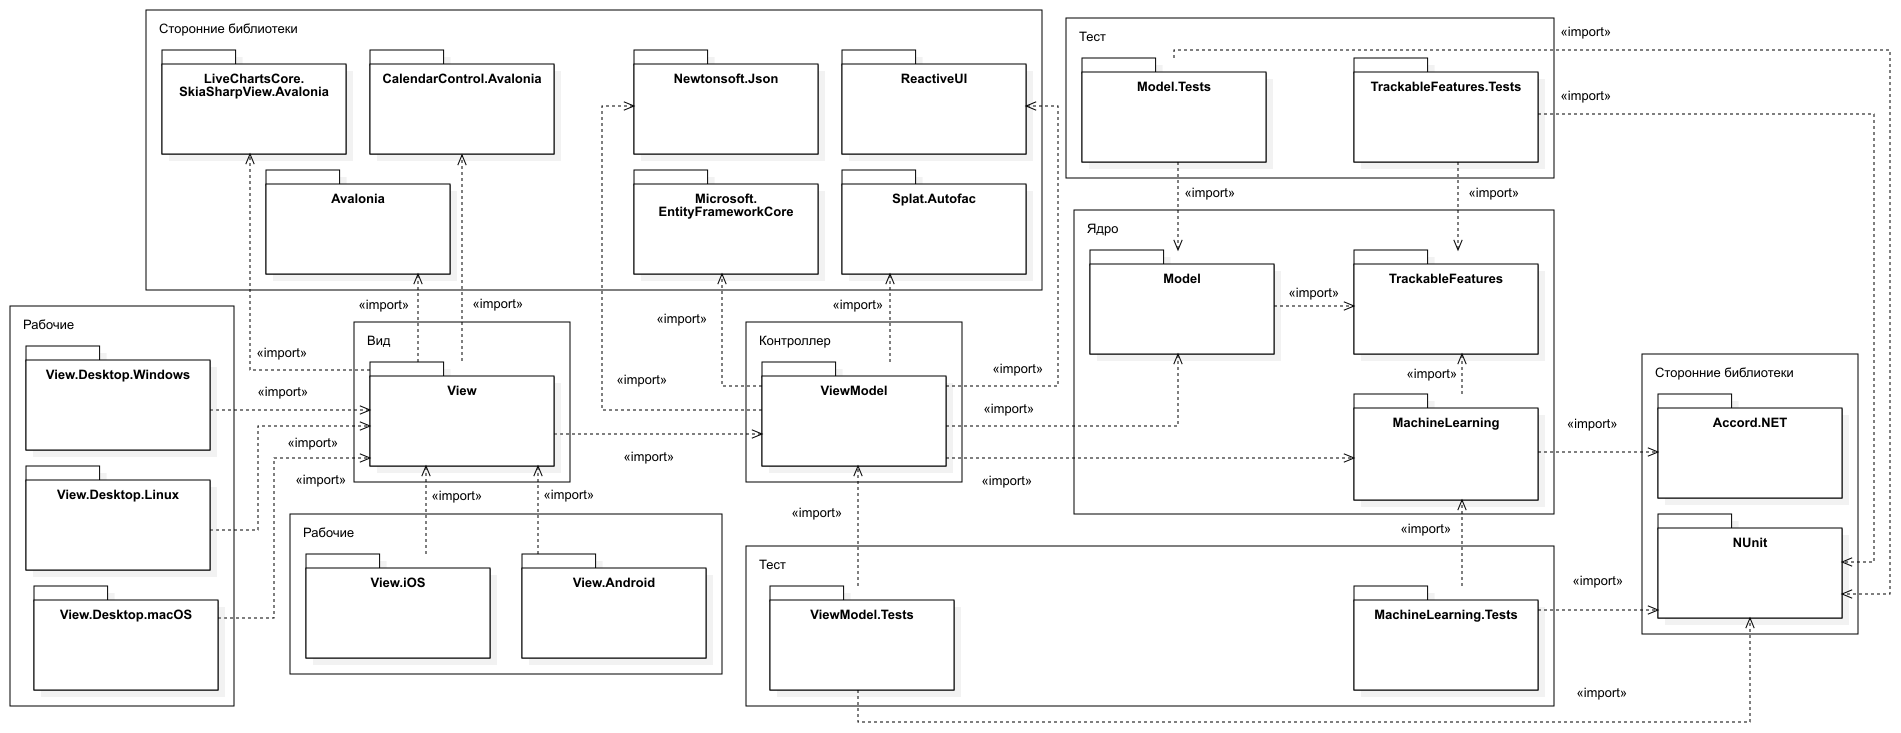 Сторонние библиотеки
LiveChartsCore.
SkiaSharpView.Avalonia
CalendarControl.Avalonia
Newtonsoft.Json
ReactiveUI
Avalonia
Microsoft.
EntityFrameworkCore
Splat.Autofac
Тест
Model.Tests
TrackableFeatures.Tests
«import»
«import»
«import»
«import»
Ядро
Model
TrackableFeatures
«import»
«import»
MachineLearning
«import»
«import»
«import»
«import»
«import»
«import»
«import»
«import»
«import»
Рабочие
View.Desktop.Windows
View.Desktop.Linux
View.Desktop.macOS
«import»
«import»
«import»
Вид
View
«import»
Контроллер
ViewModel
«import»
«import»
Сторонние библиотеки
Accord.NET
NUnit
«import»
«import»
Рабочие
View.iOS
View.Android
«import»
«import»
Тест
ViewModel.Tests
MachineLearning.Tests
«import»
«import»